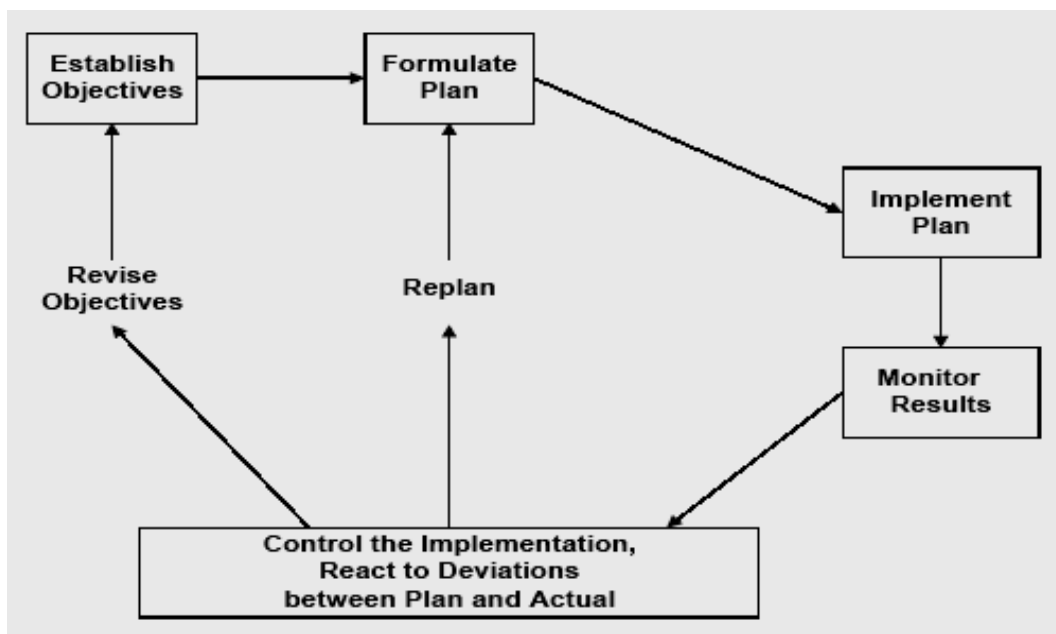 Establish
Objectives
Formulate
Plan
Implement
Plan
Revise
Objectives
Replan
Monitor
Results
Control the Implementation,
React to Deviations
between Plan and Actual